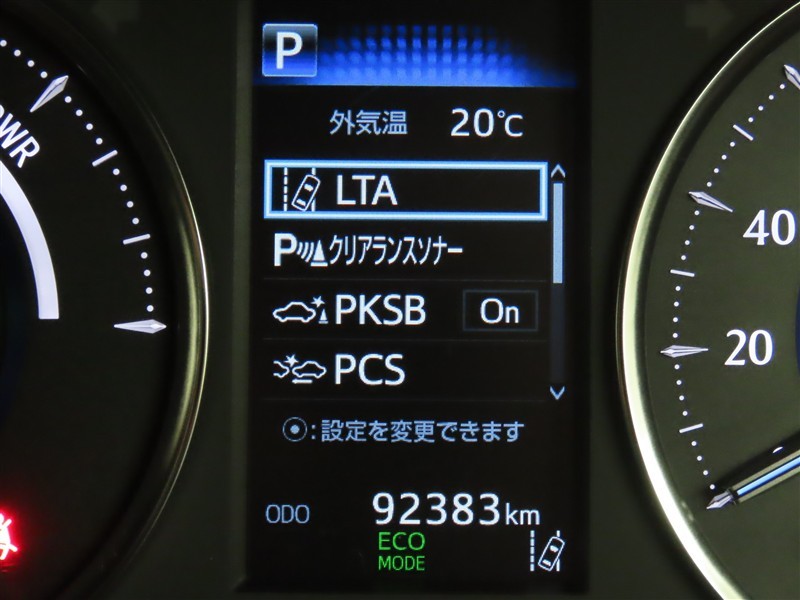 P
PWR
外気温 20℃
LTA
Pクリアランスソナー
PKSB On
PCS
:設定を変更できます
ODO 92383km
ECO
MODE
40
20